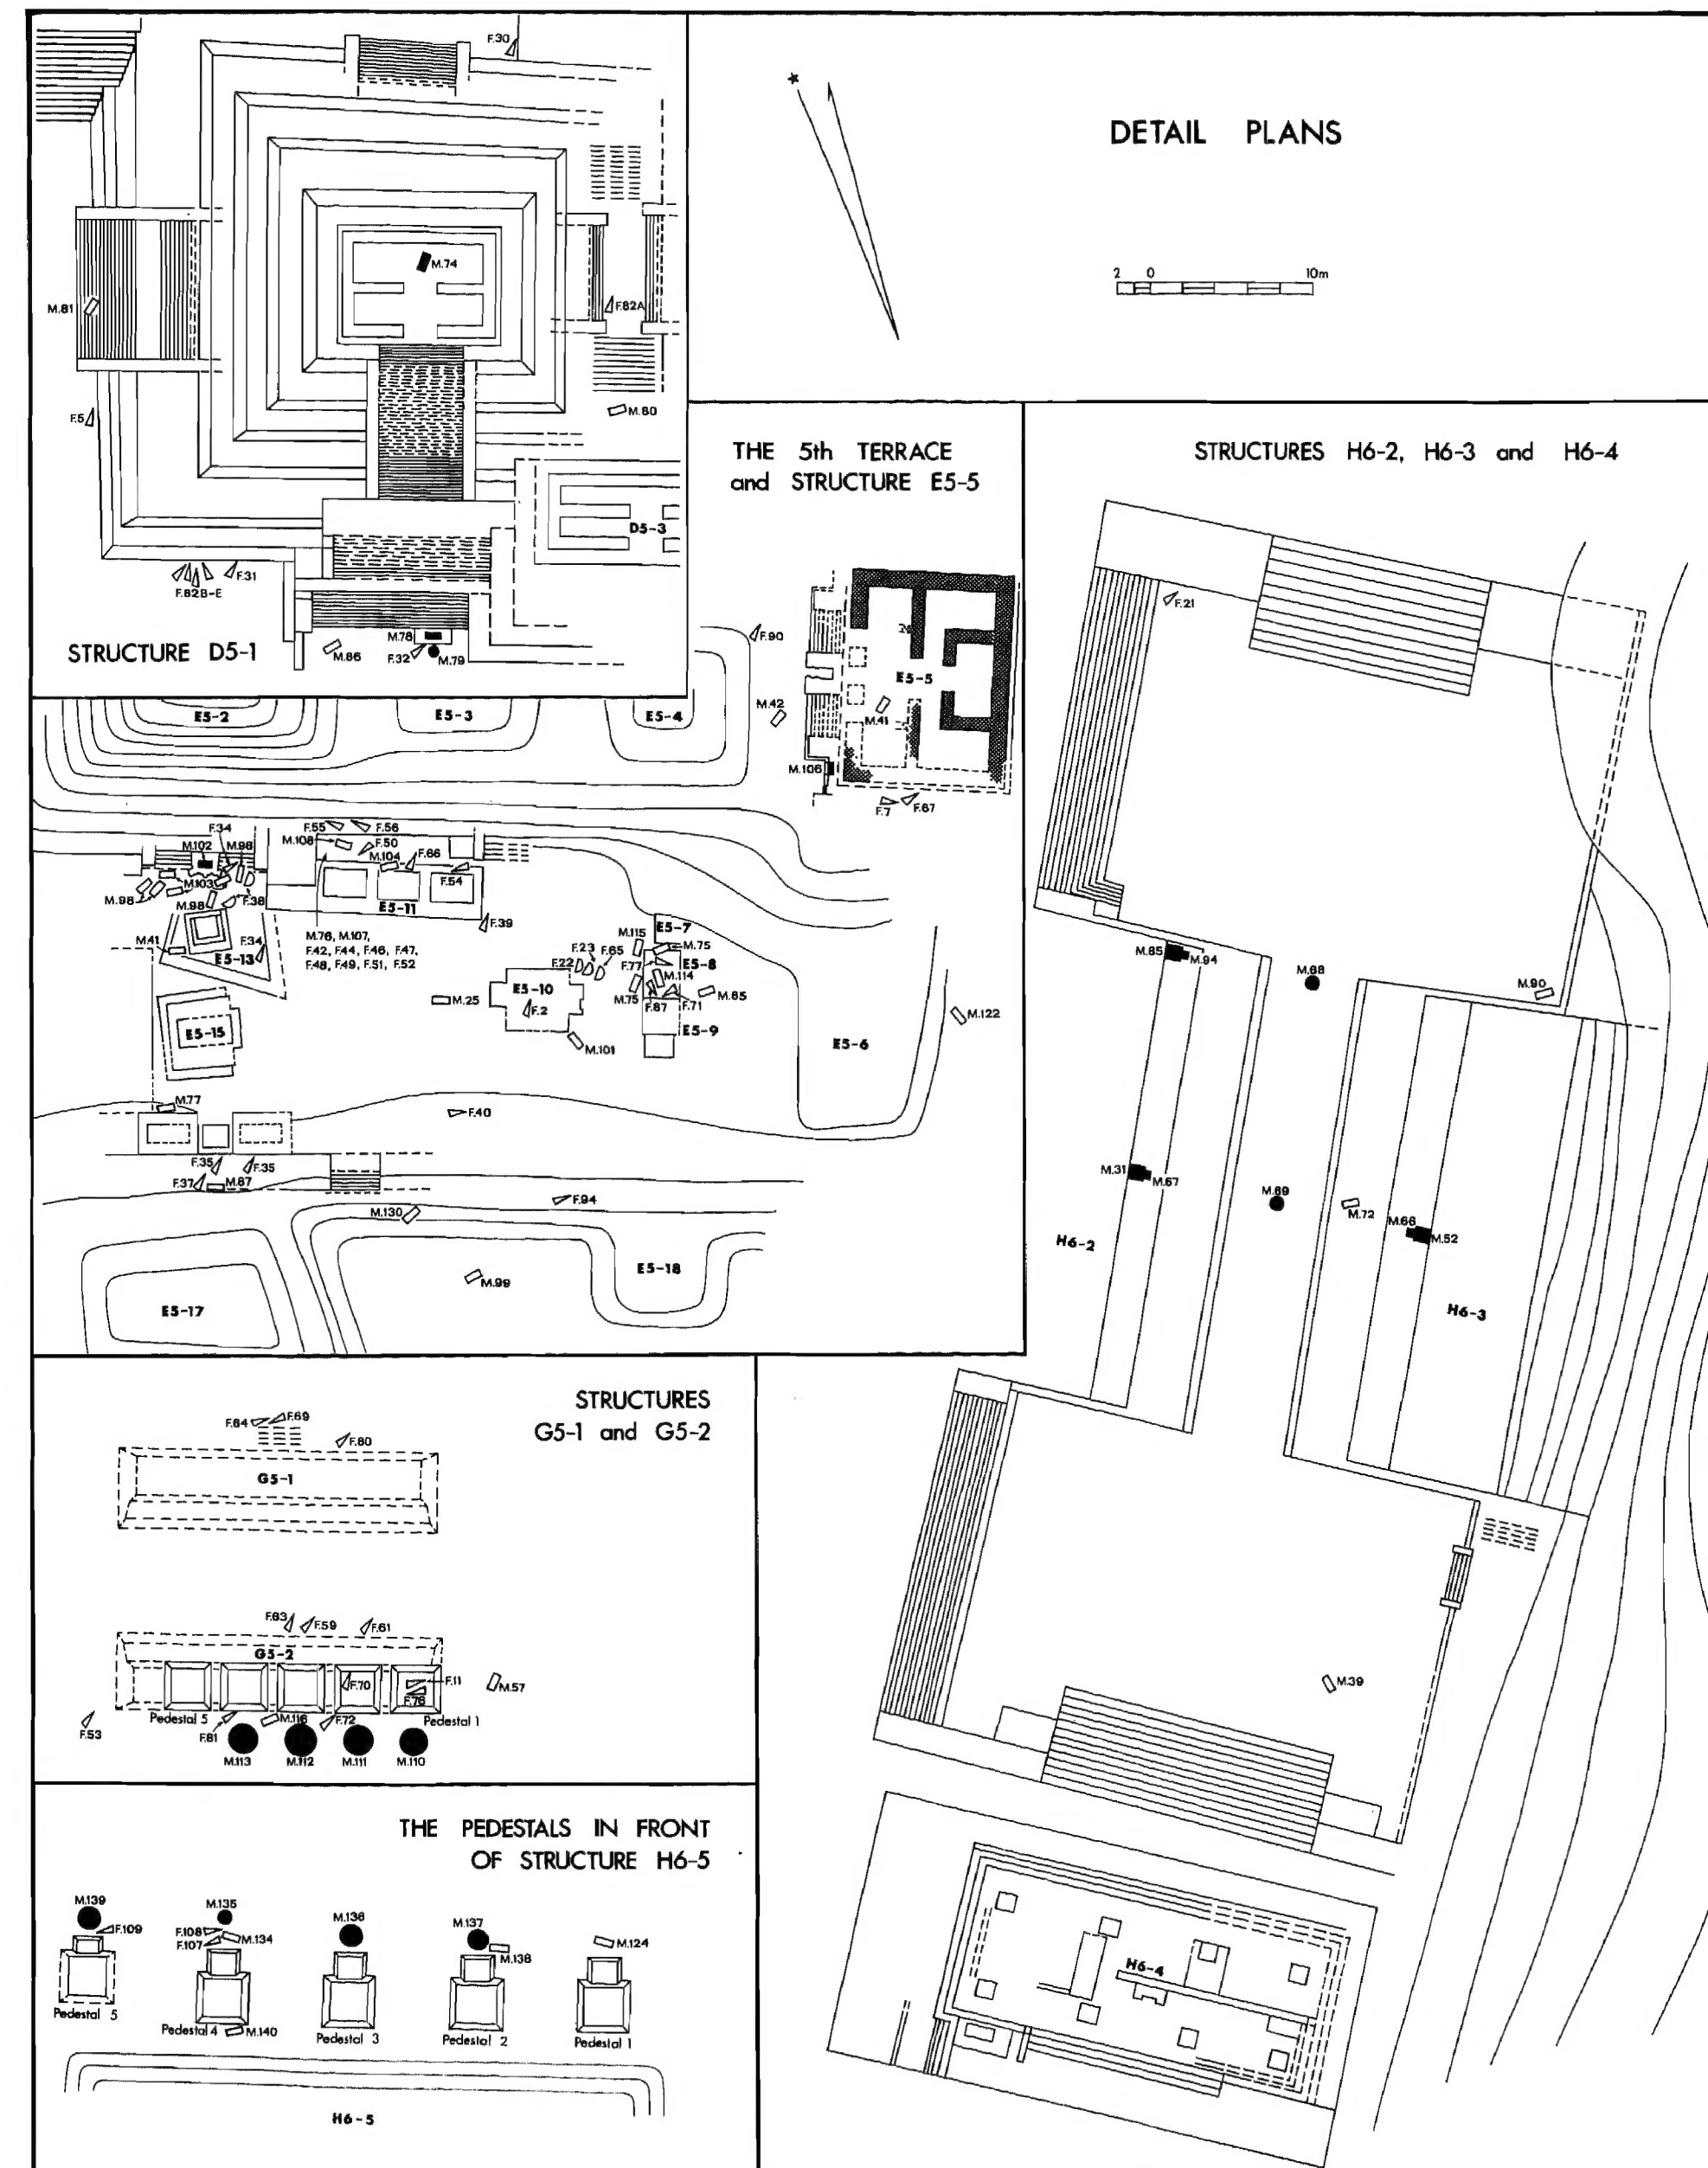 DETAIL PLANS
2 0 10m
F.30
M.74
M.81
F.82A
F.5
M.80
D5-3
F.31
F.82B-E
M.78
F.32
M.79
M.86
STRUCTURE D5-1
THE 5th TERRACE
and STRUCTURE E5-5
F.90
E5-5
M.42
M.41
M.106
F.7
F.67
E5-2
E5-3
E5-4
F.34
F.55
F.56
M.102
M.108
F.50
M.104
F.66
M.103
F.54
M.98
M.98
F.38
E5-11
F.39
M.41
F.34
E5-13
M.76, M.107,
F.42, F.44, F.46, F.47,
F.48, F.49, F.51, F.52
E5-7
M.115
M.75
F.23
F.65
F.22
F.77
E5-8
M.114
E5-10
F.2
M.25
M.75
F.87
F.71
M.85
E5-9
M.101
E5-15
E5-6
M.122
M.77
F.40
F.35
F.35
F.37
M.87
F.94
M.130
M.99
E5-18
E5-17
STRUCTURES H6-2, H6-3 and H6-4
F.21
M.65
M.94
M.68
M.90
M.31
M.67
M.69
M.72
M.66
M.52
H6-2
H6-3
M.39
H6-4
STRUCTURES
G5-1 and G5-2
F.64
F.69
F.80
G5-1
F.63
F.59
F.61
G5-2
F.70
F.11
F.76
M.57
Pedestal 5
M.116
F.72
Pedestal 1
F.53
F.81
M.113
M.112
M.111
M.110
THE PEDESTALS IN FRONT
OF STRUCTURE H6-5
M.139
F.109
M.135
F.108
F.107
M.134
M.136
M.137
M.138
M.124
Pedestal 5
Pedestal 4
M.140
Pedestal 3
Pedestal 2
Pedestal 1
H6-5